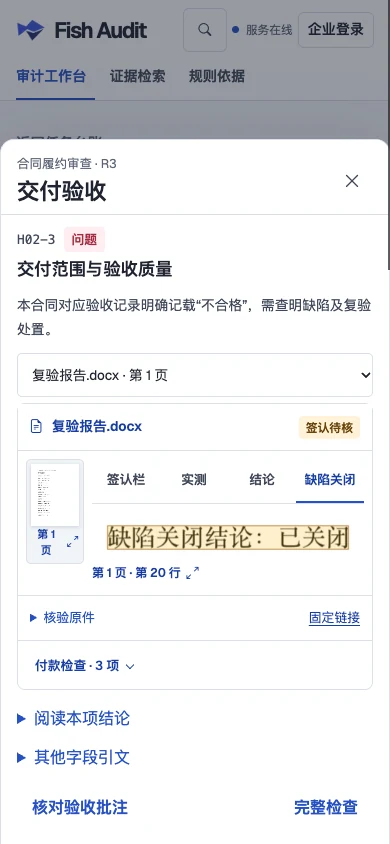 Fish Audit
服务在线
企业登录
审计工作台
证据检索
规则依据
合同履约审查 · R3
交付验收
H02-3
问题
交付范围与验收质量
本合同对应验收记录明确记载“不合格”，需查明缺陷及复验
处置。
复验报告.docx · 第 1 页
复验报告.docx
签认待核
签认栏
实测
结论
缺陷关闭
第 1
页
缺陷关闭结论：已关闭
第 1 页 · 第 20 行
核验原件
固定链接
付款检查 · 3 项
阅读本项结论
其他字段引文
核对验收批注
完整检查